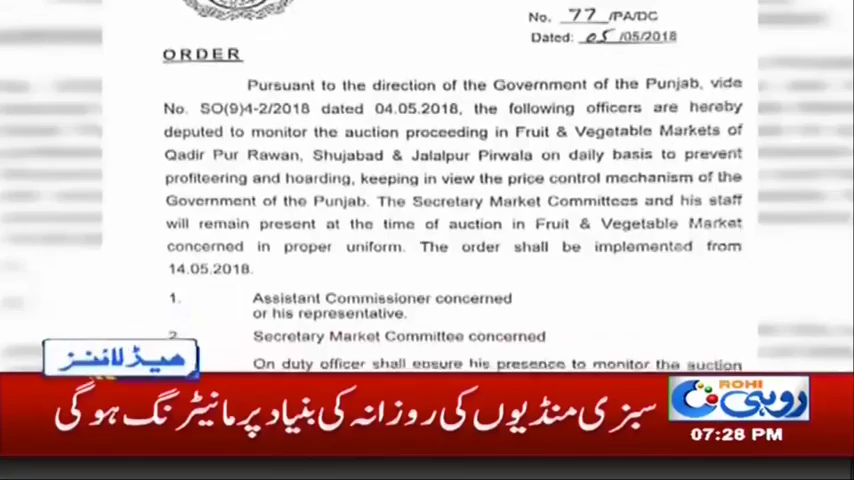 No. 77 /PA/DC
Dated: 05 /05/2018
ORDER
Pursuant to the direction of the Government of the Punjab, vide
No. SO(9)4-2/2018 dated 04.05.2018, the following officers are hereby
deputed to monitor the auction proceeding in Fruit & Vegetable Markets of
Qadir Pur Rawan, Shujabad & Jalalpur Pirwala on daily basis to prevent
profiteering and hoarding, keeping in view the price control mechanism of the
Government of the Punjab. The Secretary Market Committees and his staff
will remain present at the time of auction in Fruit & Vegetable Market
concerned in proper uniform. The order shall be implemented from
14.05.2018.
1. Assistant Commissioner concerned
or his representative.
2. Secretary Market Committee concerned
On duty officer shall ensure his presence to monitor the auction
ہیڈلائنز
سبزی منڈیوں کی روزانہ کی بنیاد پر مانیٹرنگ ہوگی
ROHI
روہی
07:28 PM